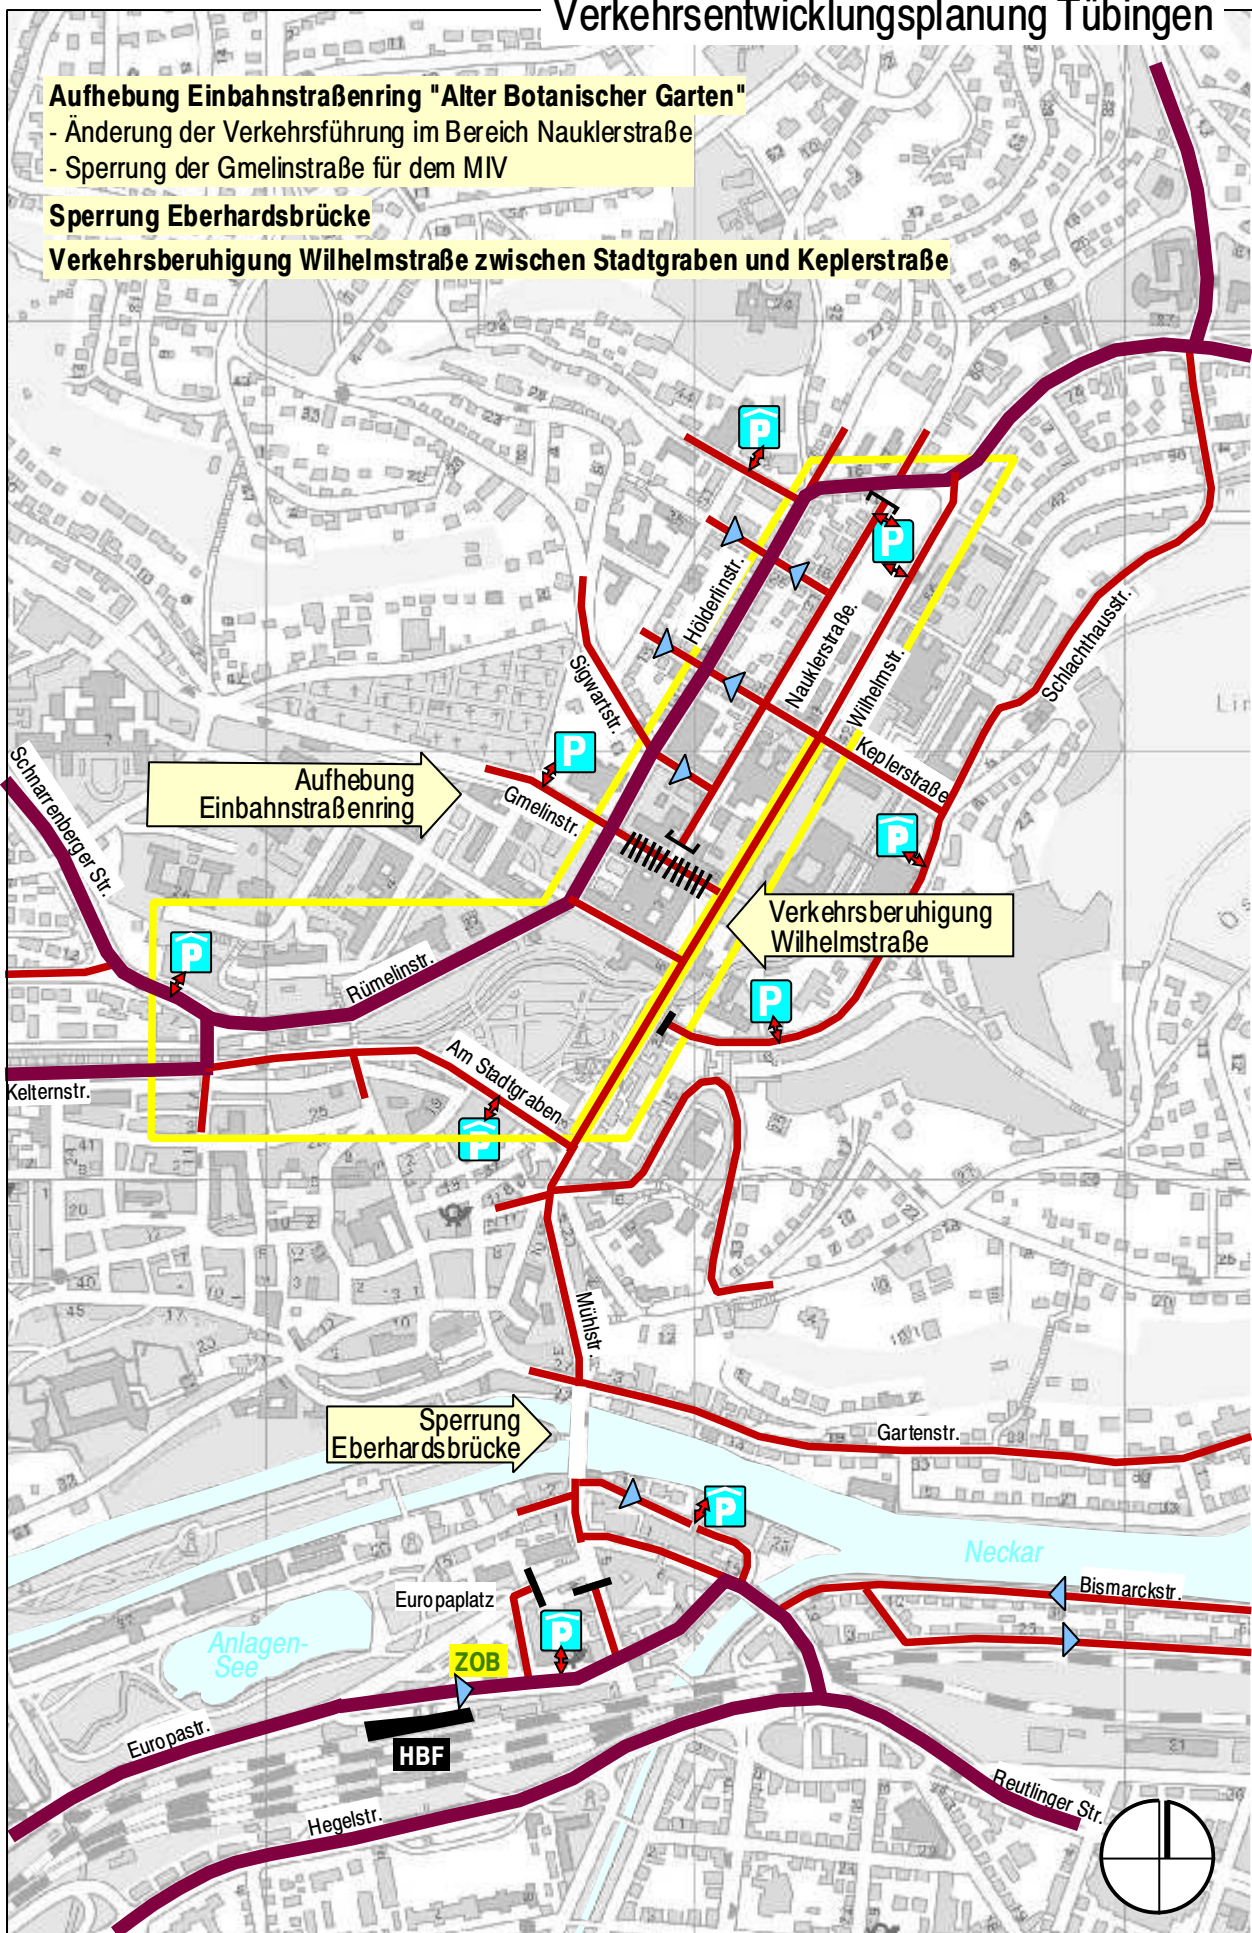 Verkehrsentwicklungsplanung Tübingen
Aufhebung Einbahnstraßenring "Alter Botanischer Garten"
- Änderung der Verkehrsführung im Bereich Nauklerstraße
- Sperrung der Gmelinstraße für dem MIV
Sperrung Eberhardsbrücke
Verkehrsberuhigung Wilhelmstraße zwischen Stadtgraben und Keplerstraße
P
P
Hölderlinstr.
Nauklerstraße.
Wilhelmstr.
Schlachthausstr.
Sigwartstr.
P
Keplerstraße
Schnarrenberger Str.
Aufhebung
Einbahnstraßenring
Gmelinstr.
P
Verkehrsberuhigung
Wilhelmstraße
P
Rümelinstr.
P
Am Stadtgraben
Kelternstr.
P
Mühlstr.
Sperrung
Eberhardsbrücke
Gartenstr.
P
Neckar
Bismarckstr.
Europaplatz
P
Anlagen-
See
ZOB
Europastr.
HBF
Hegelstr.
Reutlinger Str.